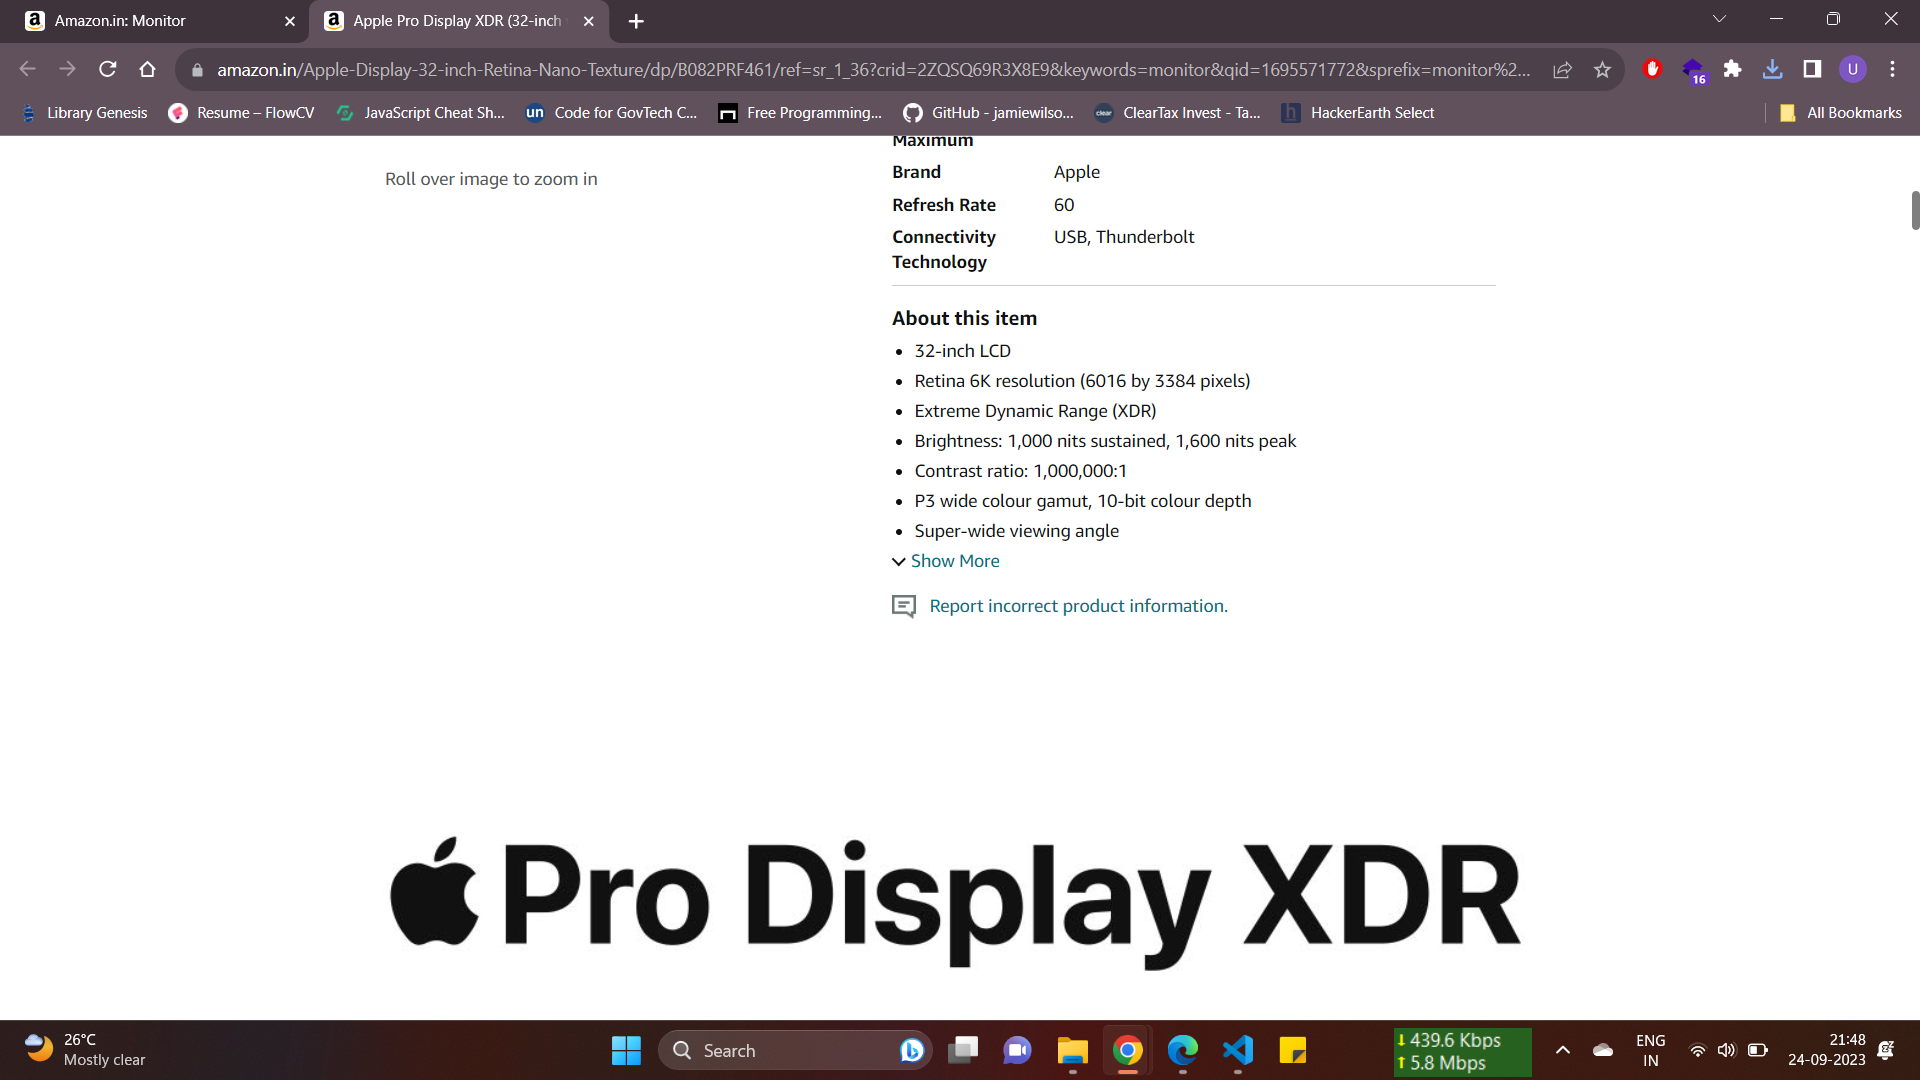 Amazon.in: Monitor
Apple Pro Display XDR (32-inch
amazon.in/Apple-Display-32-inch-Retina-Nano-Texture/dp/B082PRF461/ref=sr_1_36?crid=2ZQSQ69R3X8E9&keywords=monitor&qid=1695571772&sprefix=monitor%2...
16
U
Library Genesis
Resume – FlowCV
JavaScript Cheat Sh...
un
Code for GovTech C...
Free Programming...
GitHub - jamiewilso...
clear
ClearTax Invest - Ta...
h
HackerEarth Select
All Bookmarks
Maximum
Roll over image to zoom in
Brand Apple
Refresh Rate 60
Connectivity USB, Thunderbolt
Technology
About this item
32-inch LCD
Retina 6K resolution (6016 by 3384 pixels)
Extreme Dynamic Range (XDR)
Brightness: 1,000 nits sustained, 1,600 nits peak
Contrast ratio: 1,000,000:1
P3 wide colour gamut, 10-bit colour depth
Super-wide viewing angle
Show More
Report incorrect product information.
Pro Display XDR
26°C
Mostly clear
Search
439.6 Kbps
5.8 Mbps
ENG
IN
21:48
24-09-2023